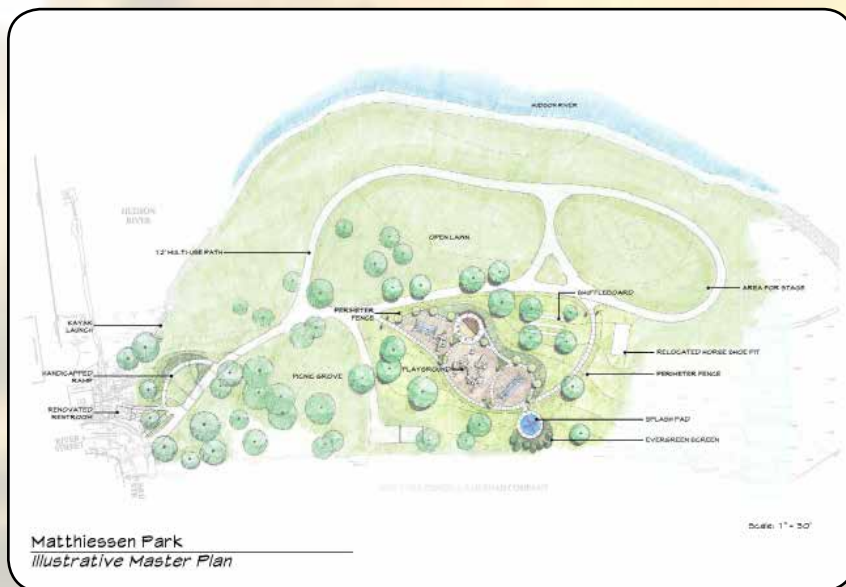 HUDSON RIVER
HUDSON
RIVER
OPEN LAWN
12' MULTI-USE PATH
AREA FOR STAGE
SHUFFLEBOARD
PERIMETER
FENCE
KAYAK
LAUNCH
RELOCATED HORSE SHOE PIT
HANDICAPPED
RAMP
PICNIC GROVE
PLAYGROUND
PERIMETER FENCE
RENOVATED
RESTROOM
SPLASH PAD
RIVER
STREET
EVERGREEN SCREEN
Scale: 1" = 30'
Matthiessen Park
Illustrative Master Plan